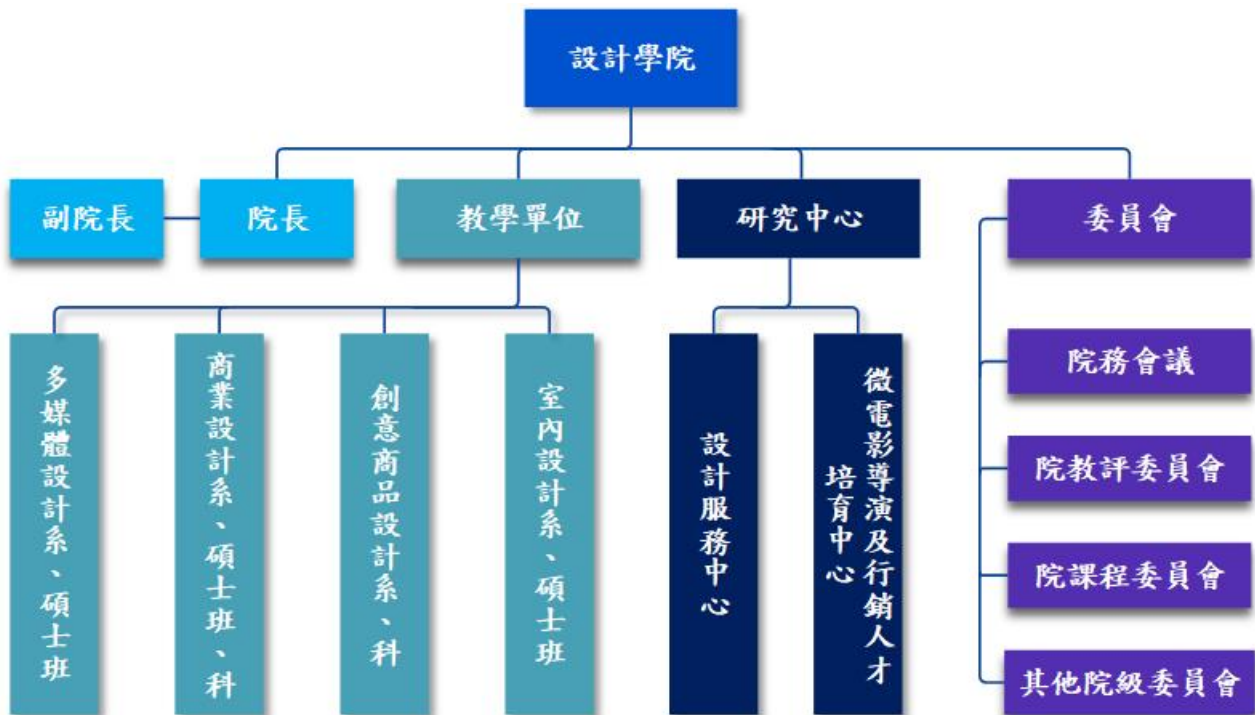 設計學院
副院長
院長
教學單位
研究中心
委員會
多媒體設計系、碩士班
商業設計系、碩士班、科
創意商品設計系、科
室內設計系、碩士班
設計服務中心
微電影導演及行銷人才
培育中心
院務會議
院教評委員會
院課程委員會
其他院級委員會